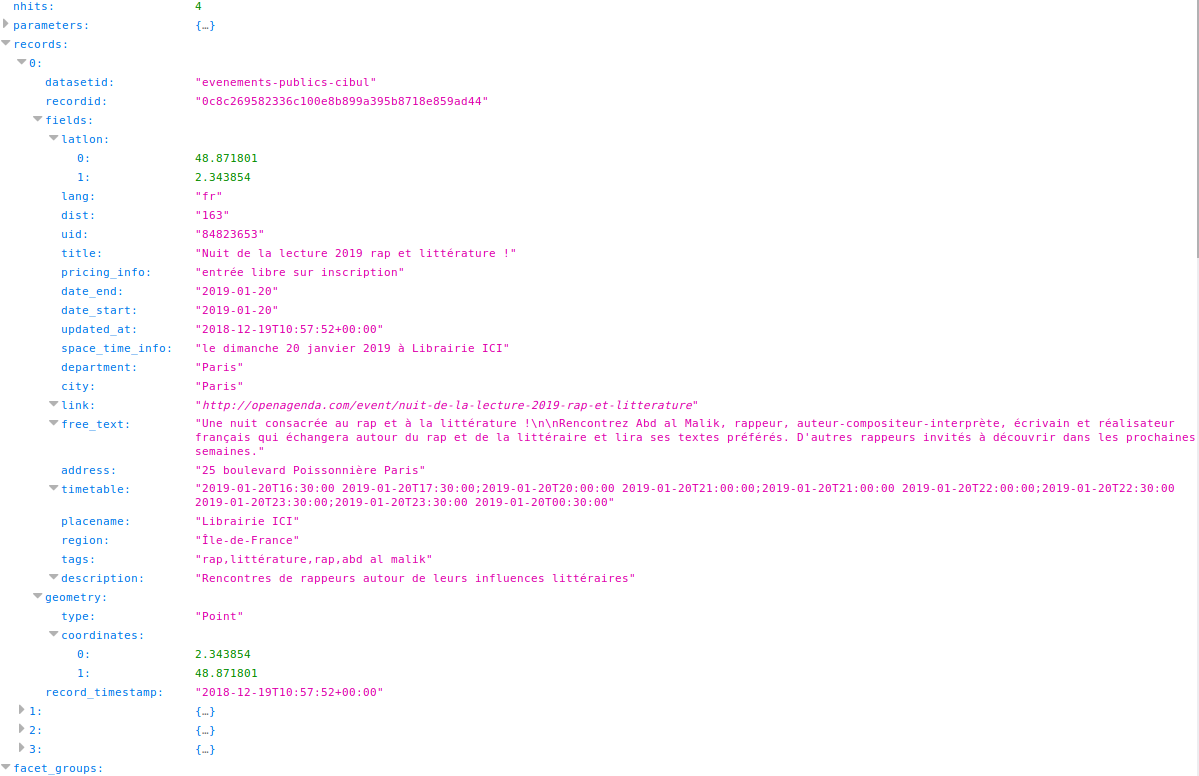 nhits: 4
parameters: {…}
records:
0:
datasetid: "evenements-publics-cibul"
recordid: "0c8c269582336c100e8b899a395b8718e859ad44"
fields:
latlon:
0: 48.871801
1: 2.343854
lang: "fr"
dist: "163"
uid: "84823653"
title: "Nuit de la lecture 2019 rap et littérature !"
pricing_info: "entrée libre sur inscription"
date_end: "2019-01-20"
date_start: "2019-01-20"
updated_at: "2018-12-19T10:57:52+00:00"
space_time_info: "le dimanche 20 janvier 2019 à Librairie ICI"
department: "Paris"
city: "Paris"
link: "http://openagenda.com/event/nuit-de-la-lecture-2019-rap-et-litterature"
free_text: "Une nuit consacrée au rap et à la littérature !\n\nRencontrez Abd al Malik, rappeur, auteur-compositeur-interprète, écrivain et réalisateur
français qui échangera autour du rap et de la littéraire et lira ses textes préférés. D'autres rappeurs invités à découvrir dans les prochaines
semaines."
address: "25 boulevard Poissonnière Paris"
timetable: "2019-01-20T16:30:00 2019-01-20T17:30:00;2019-01-20T20:00:00 2019-01-20T21:00:00;2019-01-20T21:00:00 2019-01-20T22:00:00;2019-01-20T22:30:00
2019-01-20T23:30:00;2019-01-20T23:30:00 2019-01-20T00:30:00"
placename: "Librairie ICI"
region: "Île-de-France"
tags: "rap,littérature,rap,abd al malik"
description: "Rencontres de rappeurs autour de leurs influences littéraires"
geometry:
type: "Point"
coordinates:
0: 2.343854
1: 48.871801
record_timestamp: "2018-12-19T10:57:52+00:00"
1: {…}
2: {…}
3: {…}
facet_groups: